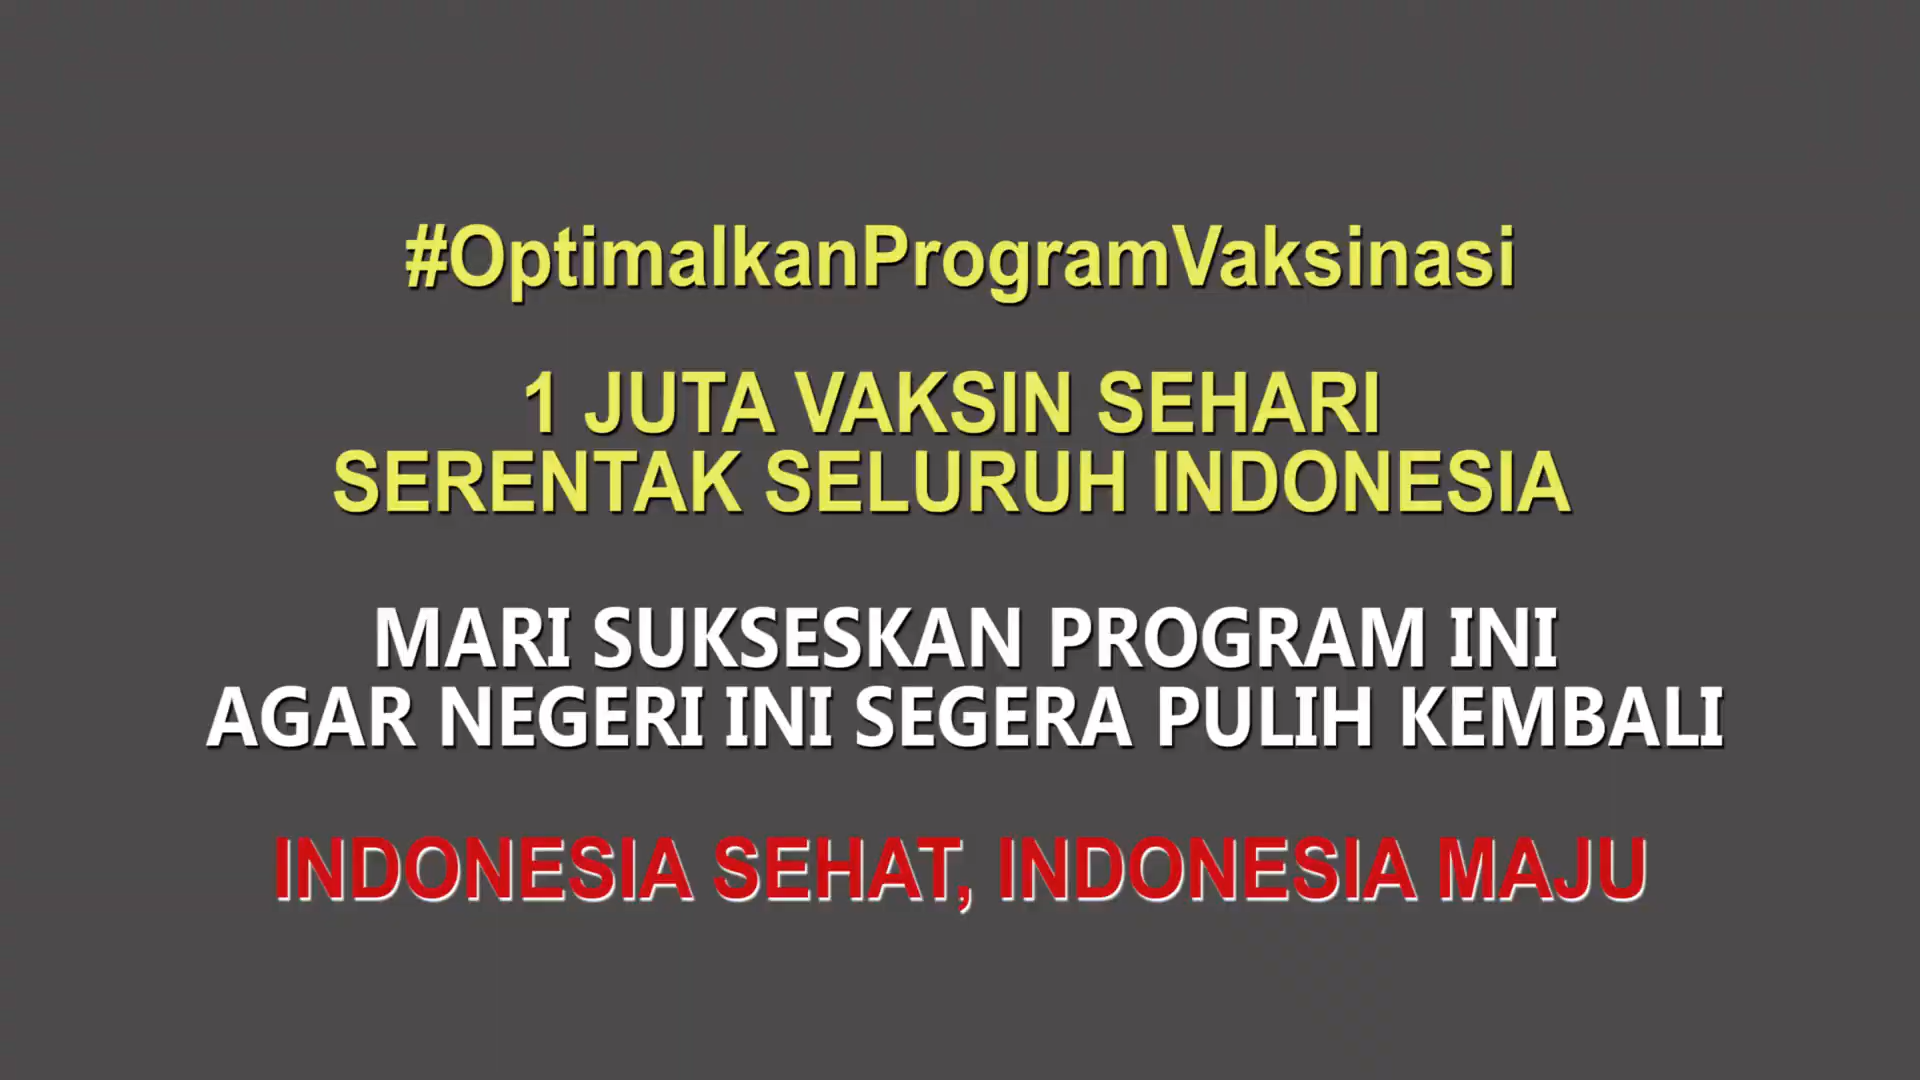 #OptimalkanProgramVaksinasi
1 JUTA VAKSIN SEHARI
SERENTAK SELURUH INDONESIA
MARI SUKSESKAN PROGRAM INI
AGAR NEGERI INI SEGERA PULIH KEMBALI
INDONESIA SEHAT, INDONESIA MAJU